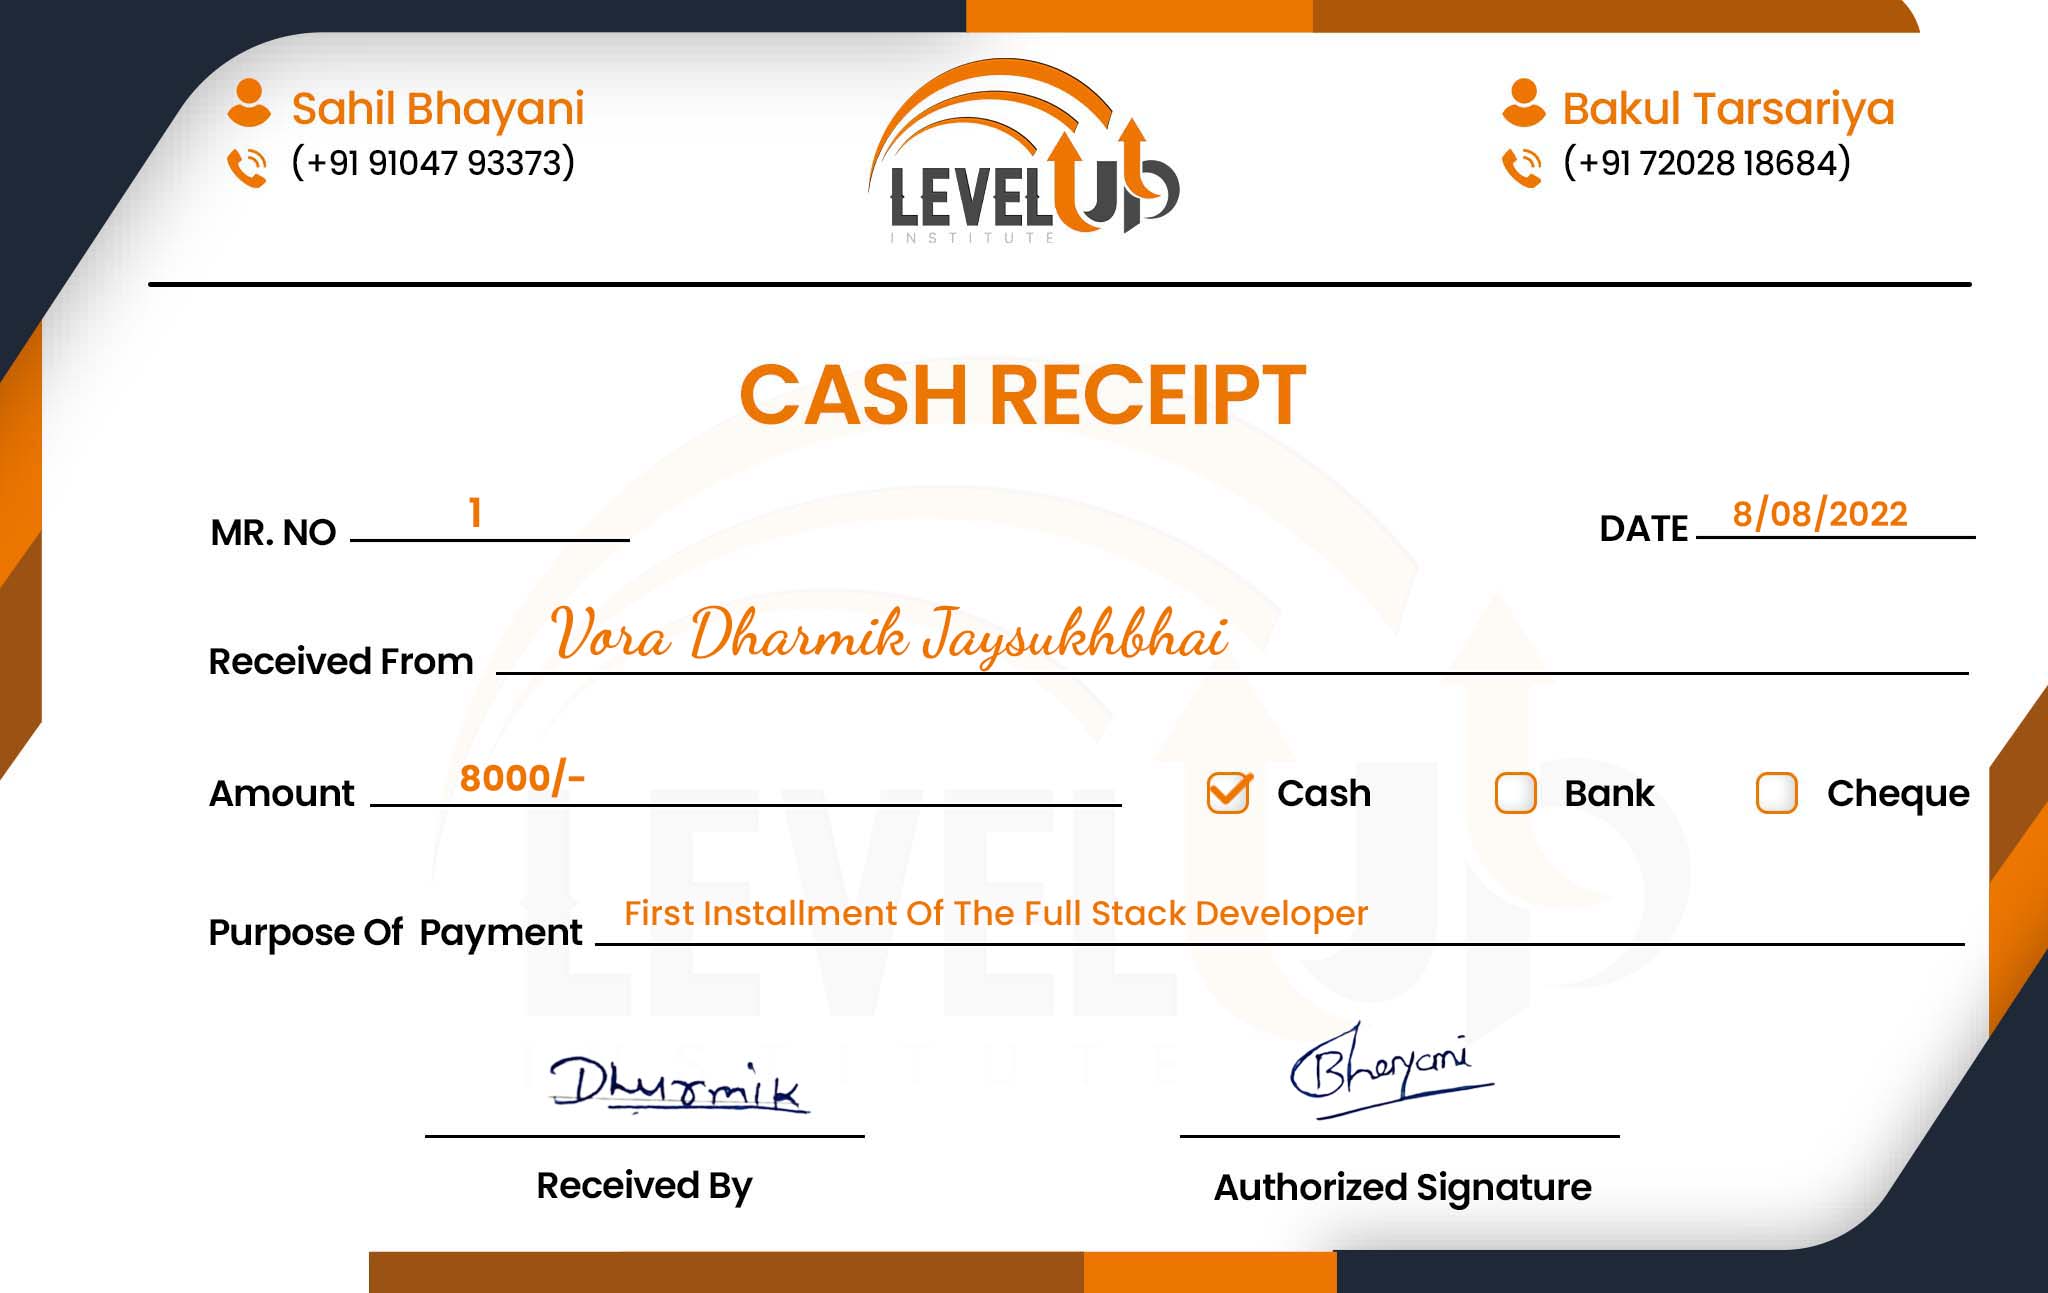 Sahil Bhayani
(+91 91047 93373)
LEVEL UP
INSTITUTE
Bakul Tarsariya
(+91 72028 18684)
CASH RECEIPT
MR. NO 1
DATE 8/08/2022
Received From Vora Dharmik Jaysukhbhai
Amount 8000/- Cash Bank Cheque
Purpose Of Payment First Installment Of The Full Stack Developer
Dhurmik
Bhayani
Received By
Authorized Signature